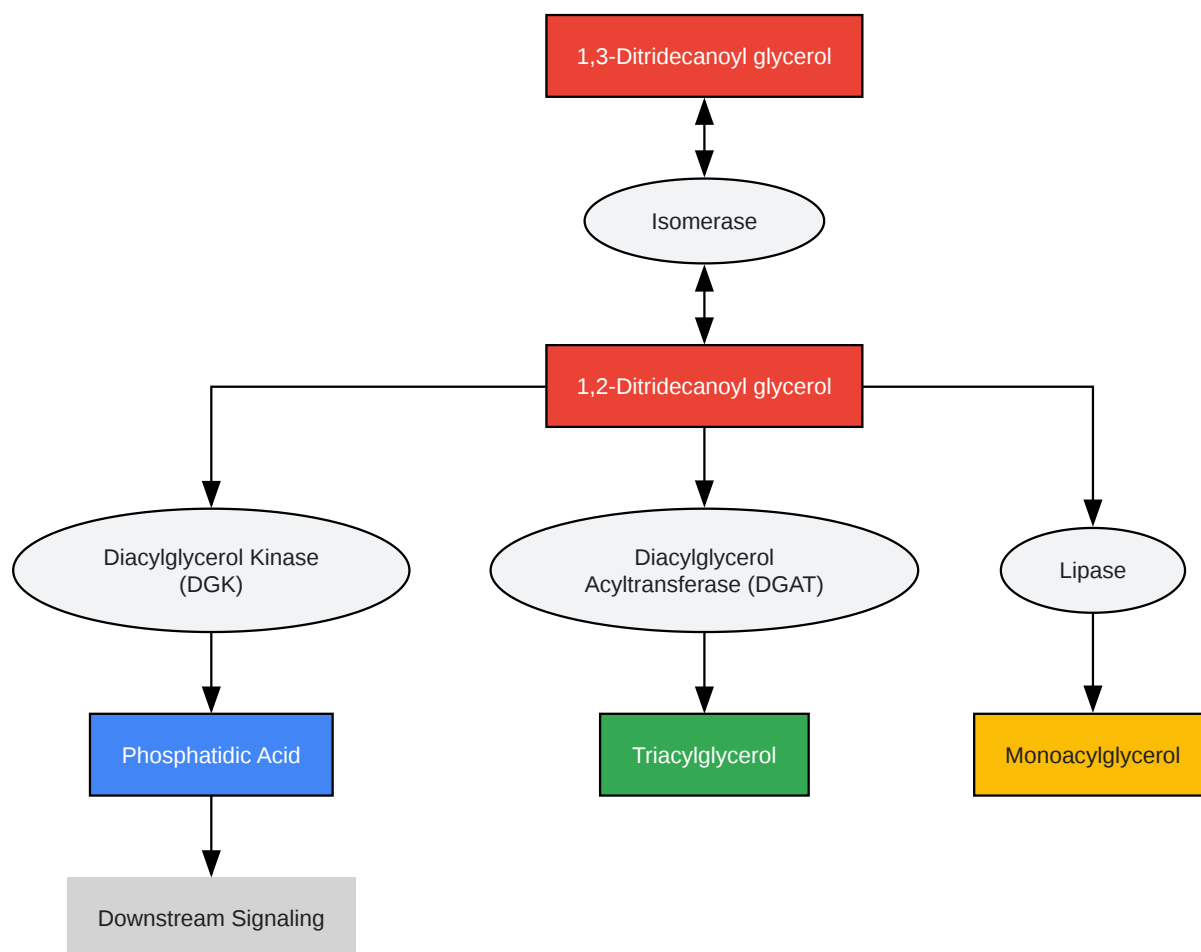 1,3-Ditridecanoyl glycerol
Isomerase
1,2-Ditridecanoyl glycerol
Diacylglycerol Kinase
(DGK)
Diacylglycerol
Acyltransferase (DGAT)
Lipase
Phosphatidic Acid
Triacylglycerol
Monoacylglycerol
Downstream Signaling